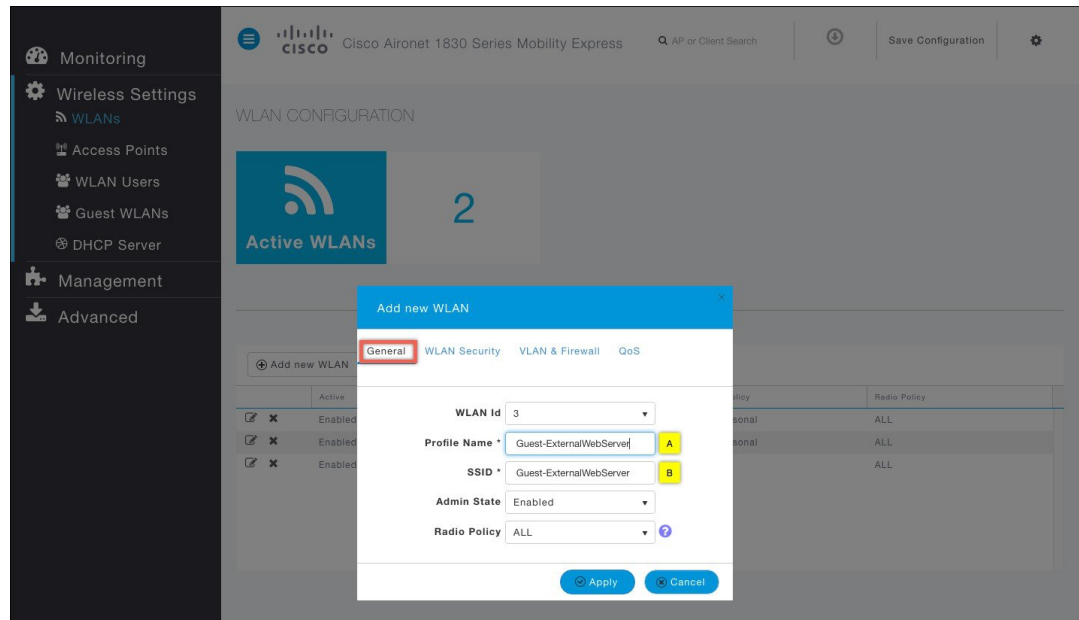 Monitoring
Wireless Settings
WLANs
Access Points
WLAN Users
Guest WLANs
DHCP Server
Management
Advanced
CISCO Cisco Aironet 1830 Series Mobility Express
AP or Client Search
Save Configuration
WLAN CONFIGURATION
Active WLANs
2
Add new WLAN
Active
Radio Policy
Enabled
ALL
Enabled
ALL
Enabled
ALL
Add new WLAN
General WLAN Security VLAN & Firewall QoS
WLAN Id 3
Profile Name * Guest-ExternalWebServer A
SSID * Guest-ExternalWebServer B
Admin State Enabled
Radio Policy ALL ?
Apply Cancel